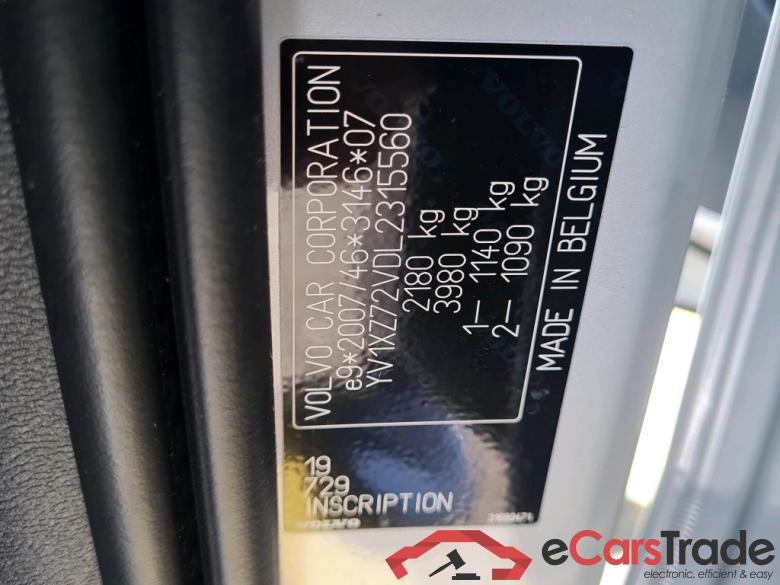 VOLVO CAR CORPORATION
e9*2007/46*3146*07
YV1XZ72VDL2315560
2180 kg
3980 kg
1— 1140 kg
2— 1090 kg
MADE IN BELGIUM
19
729
INSCRIPTION
VOLVO
eCarsTrade
electronic, efficient & easy